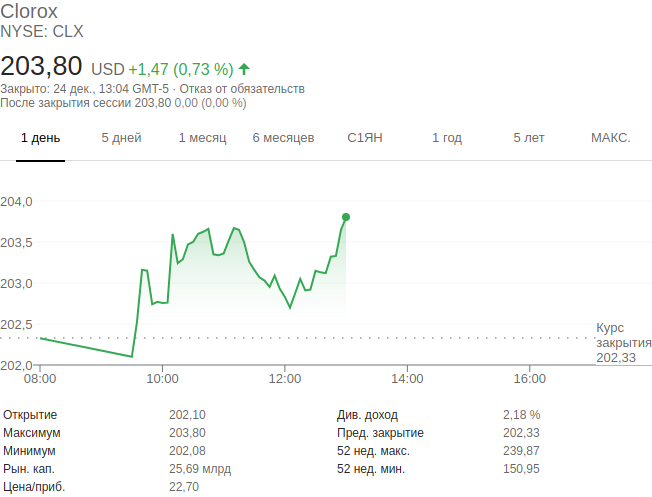 Clorox
NYSE: CLX
203,80 USD +1,47 (0,73 %)
Закрыто: 24 дек., 13:04 GMT-5 · Отказ от обязательств
После закрытия сессии 203,80 0,00 (0,00 %)
1 день 5 дней 1 месяц 6 месяцев С1ЯН 1 год 5 лет МАКС.
204,0
203,5
203,0
202,5
202,0
Курс
закрытия
202,33
08:00 10:00 12:00 14:00 16:00
Открытие 202,10 Див. доход 2,18 %
Максимум 203,80 Пред. закрытие 202,33
Минимум 202,08 52 нед. макс. 239,87
Рын. кап. 25,69 млрд 52 нед. мин. 150,95
Цена/приб. 22,70